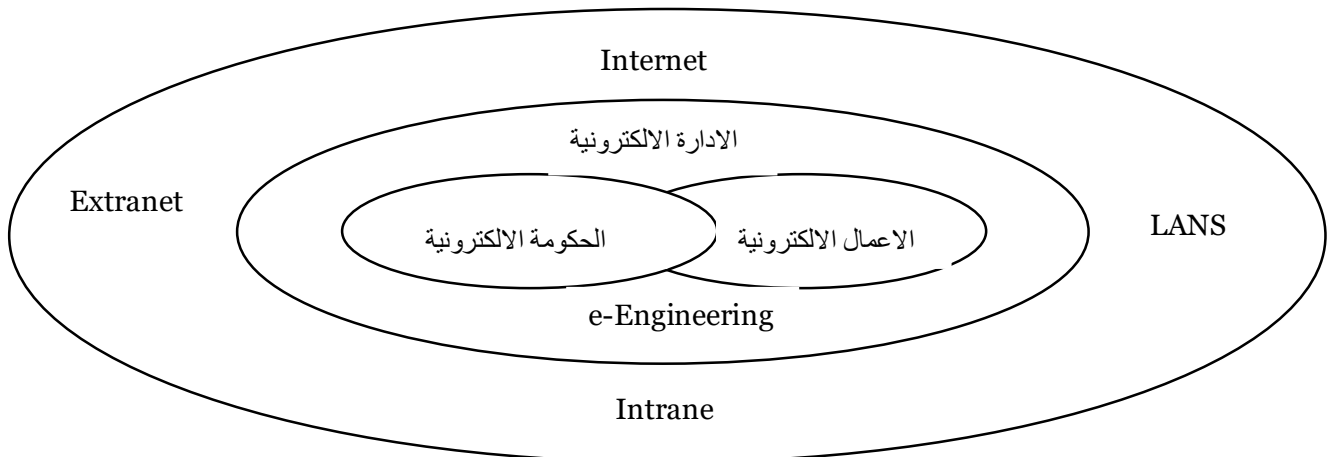 Internet
الادارة الالكترونية
Extranet
الحكومة الالكترونية
الاعمال الالكترونية
LANS
e-Engineering
Intrane